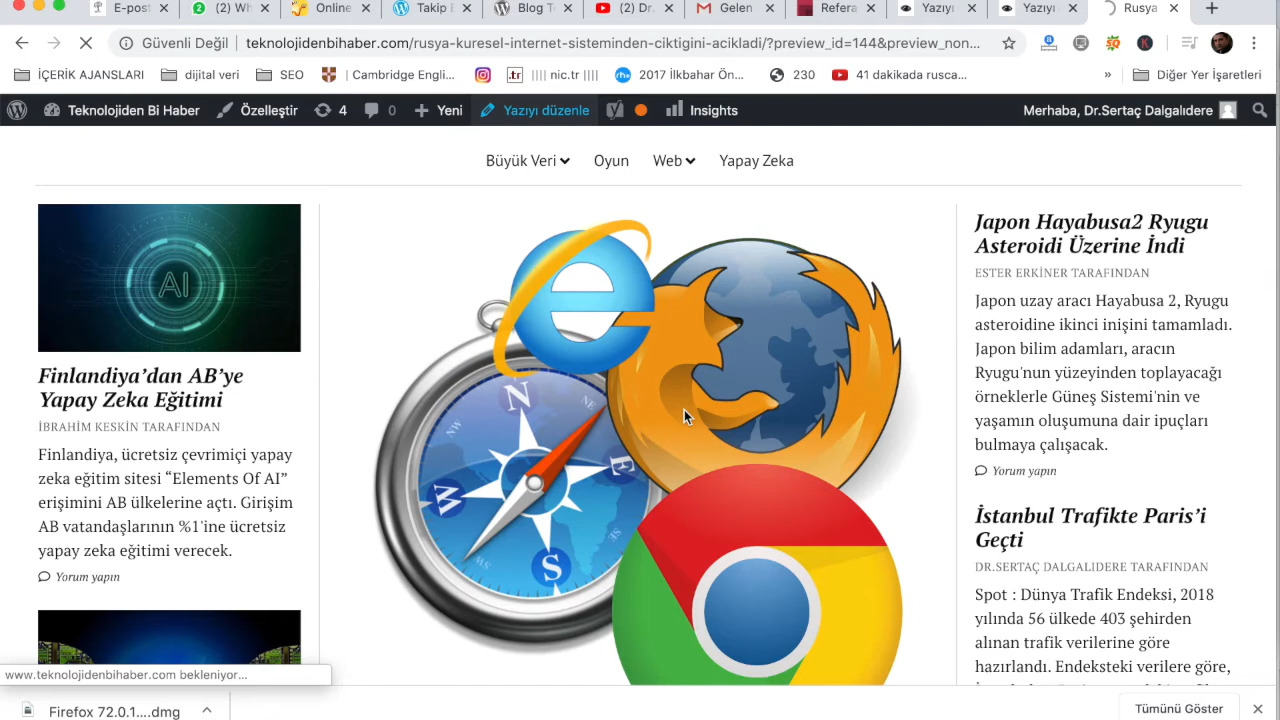 E-post
(2) Wh
Online
Takip E
Blog To
(2) Dr.
Gelen
Refera
Yazıyı
Yazıyı
Rusya
Güvenli Değil
teknolojidenbihaber.com/rusya-kuresel-internet-sisteminden-ciktigini-acikladi/?preview_id=144&preview_non...
İÇERİK AJANSLARI
dijital veri
SEO
| Cambridge Engli...
|||| nic.tr ||||
2017 İlkbahar Ön...
230
41 dakikada rusca...
»
Diğer Yer İşaretleri
Teknolojiden Bi Haber
Özelleştir
4
0
Yeni
Yazıyı düzenle
Insights
Merhaba, Dr.Sertaç Dalgalıdere
Büyük Veri
Oyun
Web
Yapay Zeka
AI
Finlandiya’dan AB’ye
Yapay Zeka Eğitimi
İBRAHİM KESKİN TARAFINDAN
Finlandiya, ücretsiz çevrimiçi yapay
zeka eğitim sitesi “Elements Of AI”
erişimini AB ülkelerine açtı. Girişim
AB vatandaşlarının %1'ine ücretsiz
yapay zeka eğitimi verecek.
Yorum yapın
N
NE
E
S
SW
W
NW
Japon Hayabusa2 Ryugu
Asteroidi Üzerine İndi
ESTER ERKİNER TARAFINDAN
Japon uzay aracı Hayabusa 2, Ryugu
asteroidine ikinci inişini tamamladı.
Japon bilim adamları, aracın
Ryugu'nun yüzeyinden toplayacağı
örneklerle Güneş Sistemi'nin ve
yaşamın oluşumuna dair ipuçları
bulmaya çalışacak.
Yorum yapın
İstanbul Trafikte Paris’i
Geçti
DR.SERTAÇ DALGALIDERE TARAFINDAN
Spot : Dünya Trafik Endeksi, 2018
yılında 56 ülkede 403 şehirden
alınan trafik verilerine göre
hazırlandı. Endeksteki verilere göre,
www.teknolojidenbihaber.com bekleniyor...
Firefox 72.0.1....dmg
Tümünü Göster